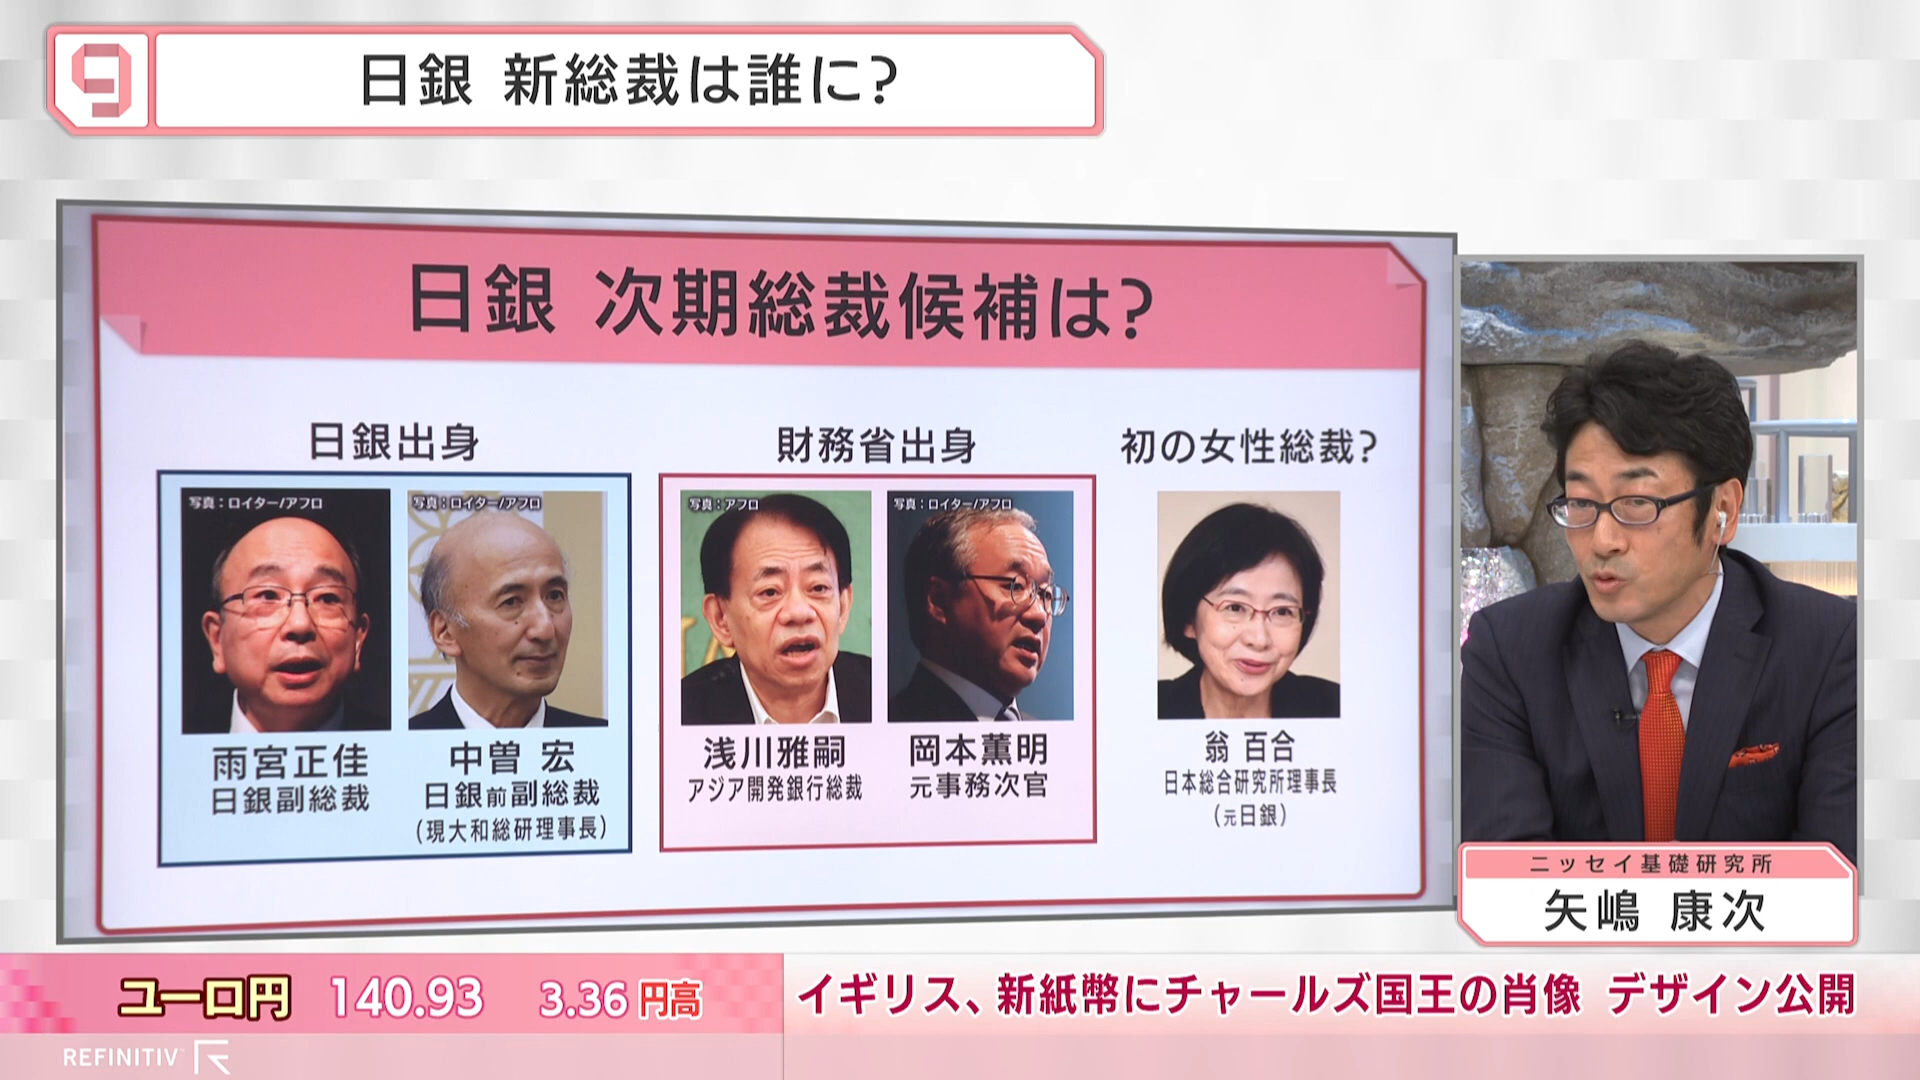 9
日銀 新総裁は誰に?
日銀 次期総裁候補は?
日銀出身
写真：ロイター/アフロ
雨宮正佳
日銀副総裁
写真：ロイター/アフロ
中曽 宏
日銀前副総裁
(現大和総研理事長)
財務省出身
写真：アフロ
浅川雅嗣
アジア開発銀行総裁
写真：ロイター/アフロ
岡本薫明
元事務次官
初の女性総裁?
翁 百合
日本総合研究所理事長
(元日銀)
ニッセイ基礎研究所
矢嶋 康次
ユーロ円 140.93 3.36 円高
イギリス、新紙幣にチャールズ国王の肖像 デザイン公開
REFINITIV